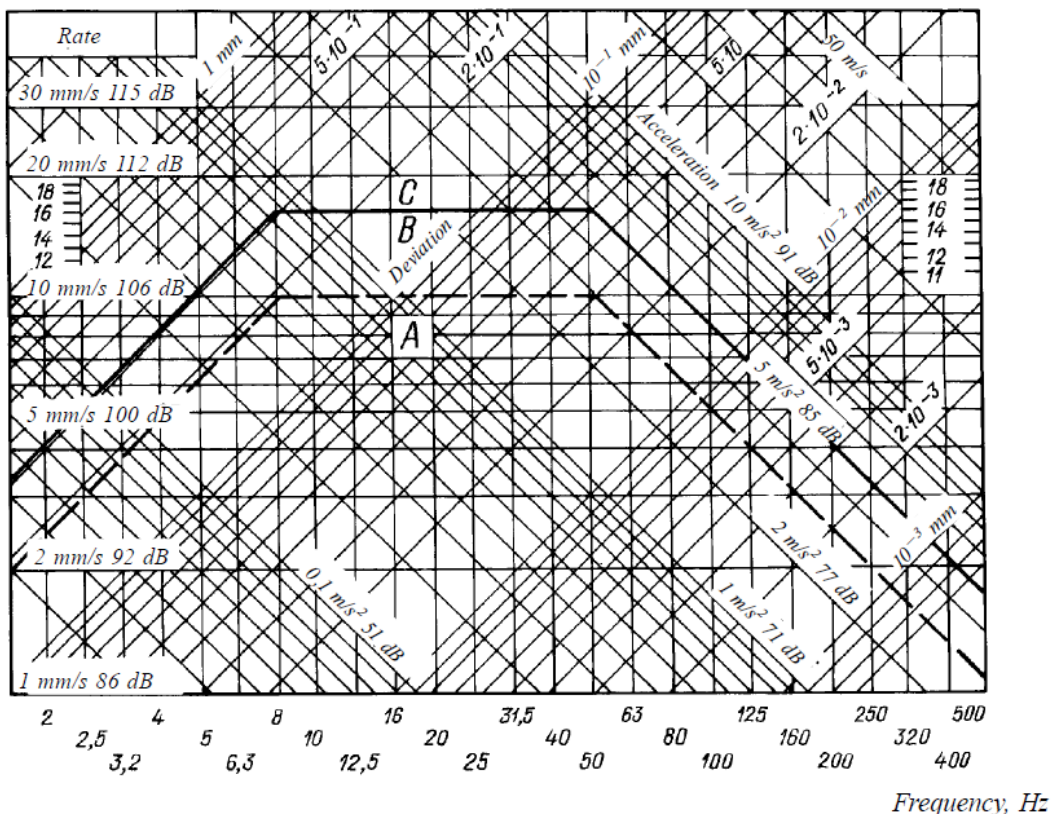 Rate
1 mm
5·10⁻¹
2·10⁻¹
10⁻¹ mm
5·10
50 m/s
2·10⁻²
30 mm/s 115 dB
20 mm/s 112 dB
18
16
14
12
10 mm/s 106 dB
C
B
Deviation
A
Acceleration 10 m/s² 91 dB
10⁻² mm
18
16
14
12
11
5·10⁻³
5 m/s² 85 dB
2·10⁻³
5 mm/s 100 dB
2 mm/s 92 dB
0,1 m/s² 51 dB
2 m/s² 77 dB
10⁻³ mm
1 m/s² 71 dB
1 mm/s 86 dB
2 4 8 16 31,5 63 125 250 500
2,5 5 10 20 40 80 160 320
3,2 6,3 12,5 25 50 100 200 400
Frequency, Hz